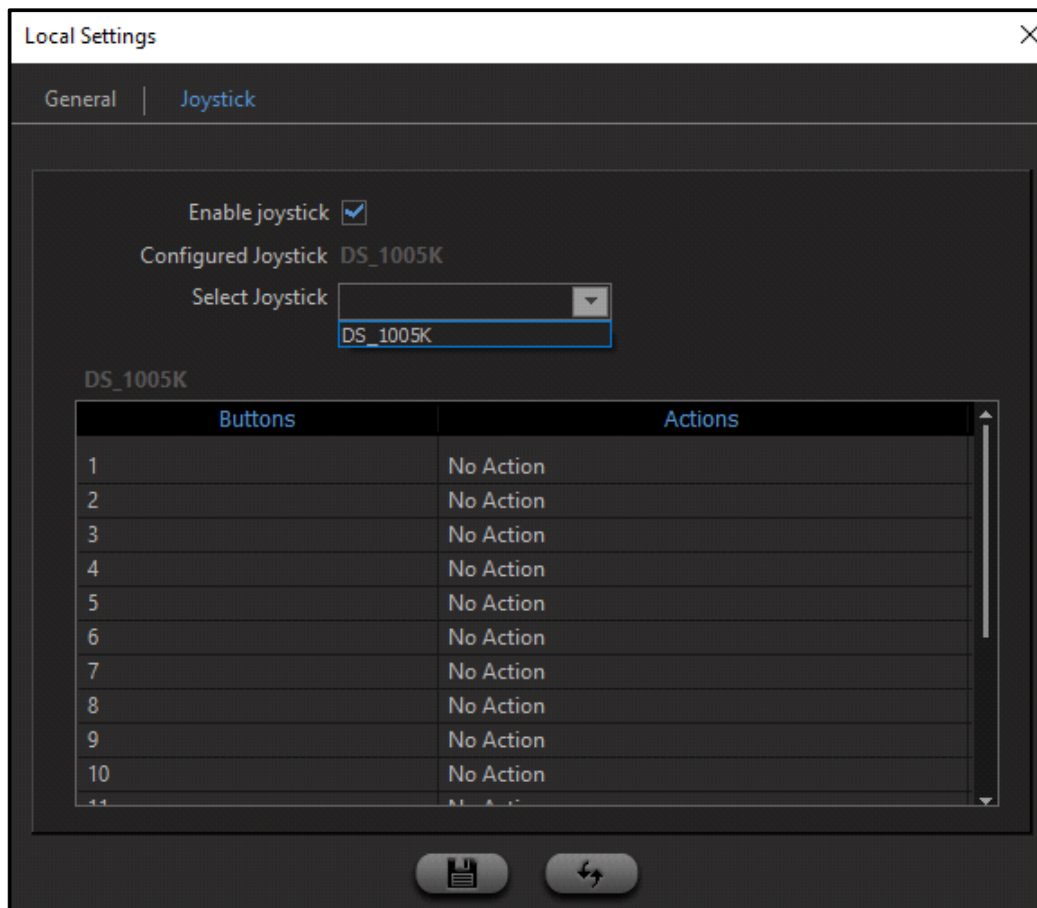 Local Settings
General | Joystick
Enable joystick
Configured Joystick DS_1005K
Select Joystick
DS_1005K
DS_1005K
Buttons Actions
1 No Action
2 No Action
3 No Action
4 No Action
5 No Action
6 No Action
7 No Action
8 No Action
9 No Action
10 No Action